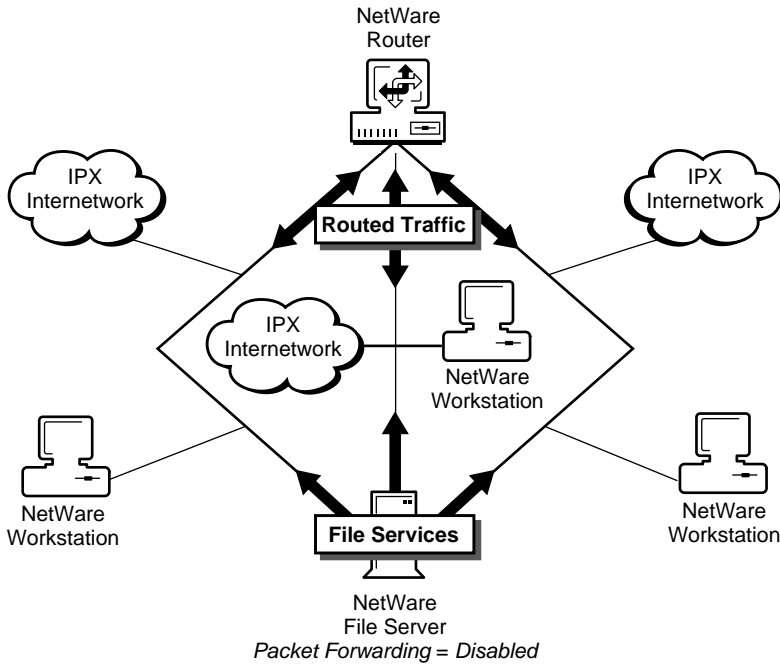 NetWare
Router
IPX
Internetwork
IPX
Internetwork
Routed Traffic
IPX
Internetwork
NetWare
Workstation
NetWare
Workstation
NetWare
Workstation
File Services
NetWare
File Server
Packet Forwarding = Disabled